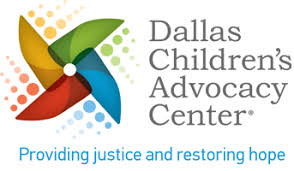 Dallas
Children's
Advocacy
Center®
Providing justice and restoring hope